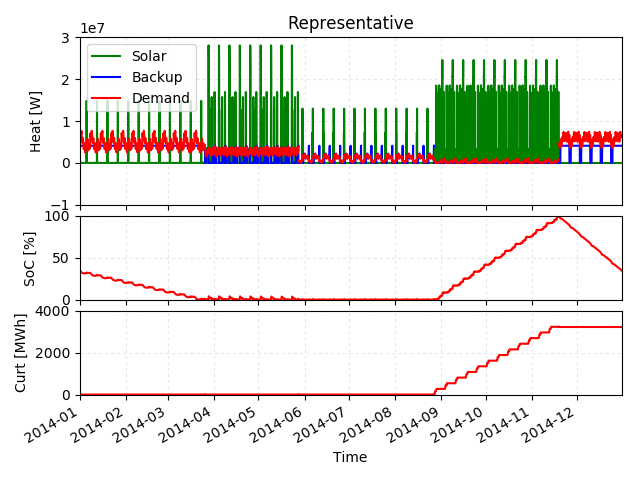 Representative
1e7
Solar
Backup
Demand
Heat [W]
3
2
1
0
−1
SoC [%]
100
50
0
Curt [MWh]
4000
2000
0
2014-01
2014-02
2014-03
2014-04
2014-05
2014-06
2014-07
2014-08
2014-09
2014-10
2014-11
2014-12
Time